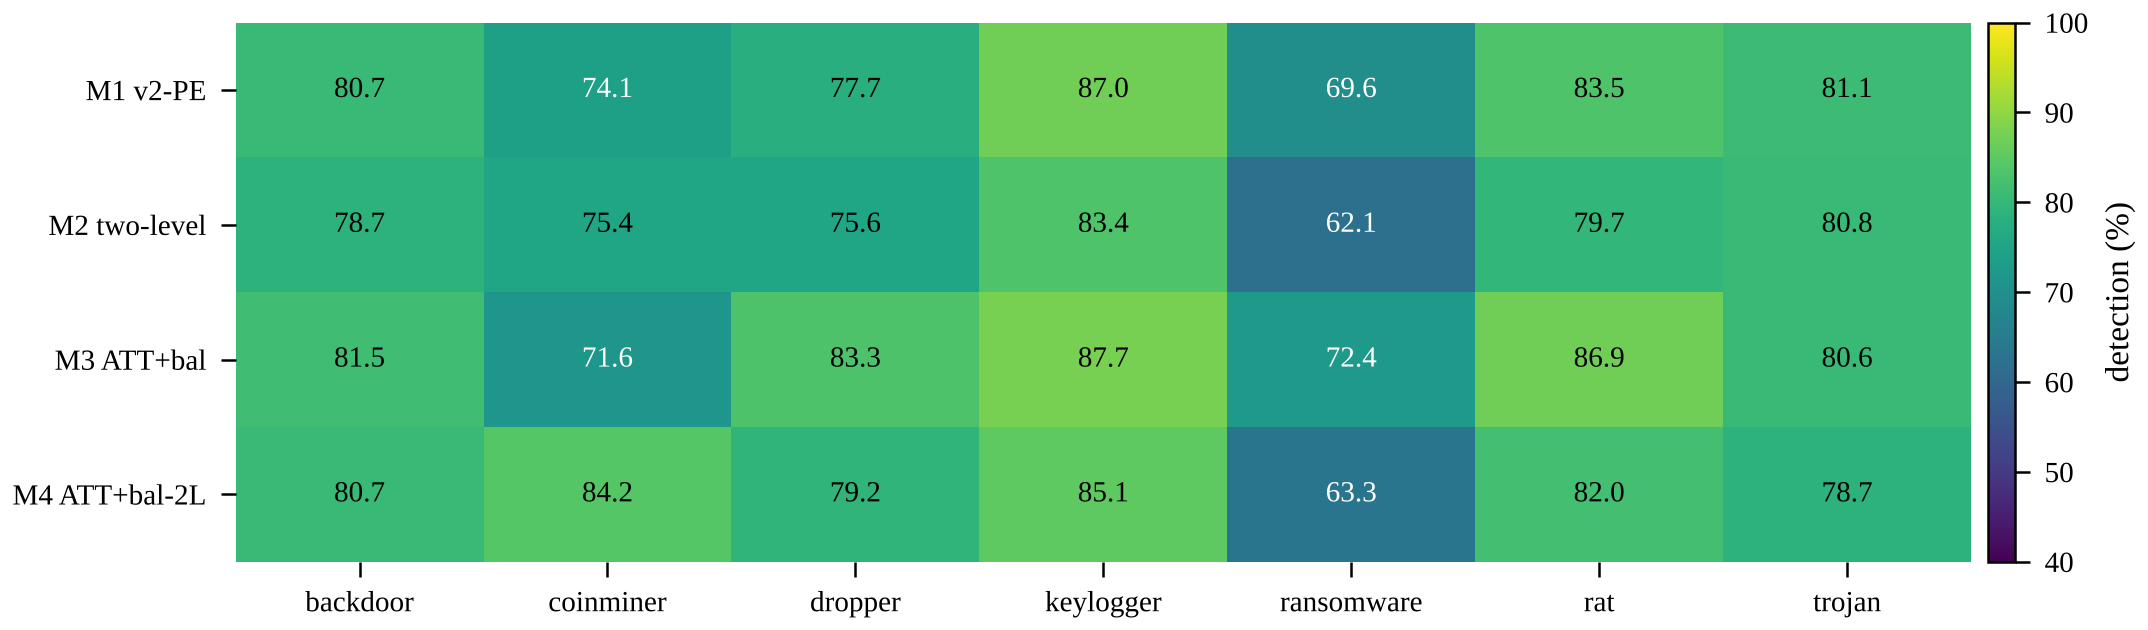 M1 v2-PE 80.7 74.1 77.7 87.0 69.6 83.5 81.1
M2 two-level 78.7 75.4 75.6 83.4 62.1 79.7 80.8
M3 ATT+bal 81.5 71.6 83.3 87.7 72.4 86.9 80.6
M4 ATT+bal-2L 80.7 84.2 79.2 85.1 63.3 82.0 78.7
backdoor coinminer dropper keylogger ransomware rat trojan
100
90
80
70
60
50
40
detection (%)